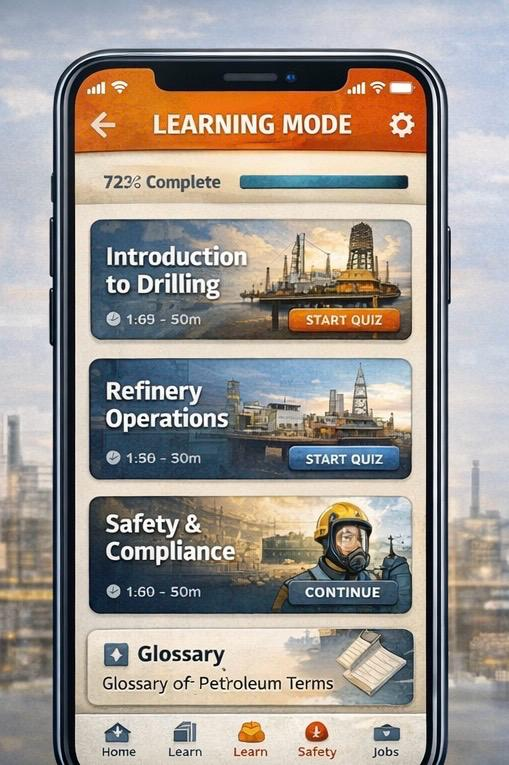 LEARNING MODE
72% Complete
Introduction
to Drilling
1:69 - 50m
START QUIZ
Refinery
Operations
1:50 - 30m
START QUIZ
Safety &
Compliance
1:60 - 50m
CONTINUE
Glossary
Glossary of Petroleum Terms
Home
Learn
Learn
Safety
Jobs